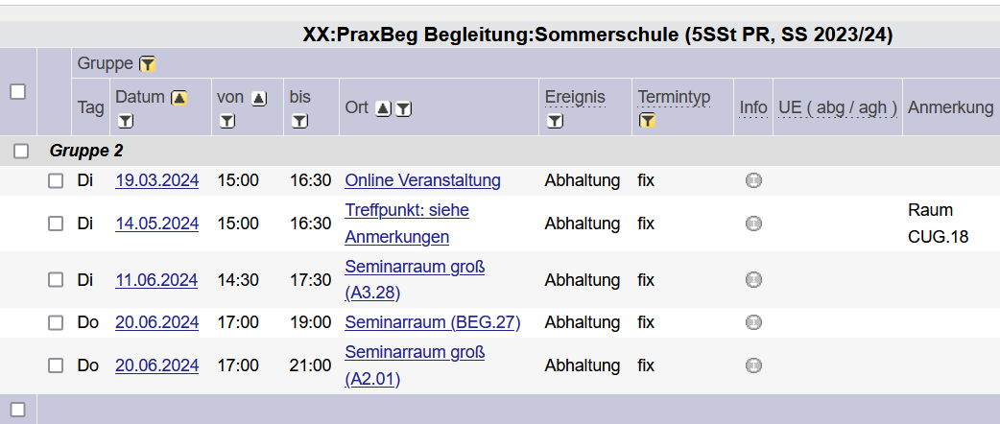 XX:PraxBeg Begleitung:Sommerschule (5SSt PR, SS 2023/24)
Gruppe
Tag Datum von bis Ort Ereignis Termintyp Info UE ( abg / agh ) Anmerkung
Gruppe 2
Di 19.03.2024 15:00 16:30 Online Veranstaltung Abhaltung fix
Di 14.05.2024 15:00 16:30 Treffpunkt: siehe Anmerkungen Abhaltung fix Raum CUG.18
Di 11.06.2024 14:30 17:30 Seminarraum groß (A3.28) Abhaltung fix
Do 20.06.2024 17:00 19:00 Seminarraum (BEG.27) Abhaltung fix
Do 20.06.2024 17:00 21:00 Seminarraum groß (A2.01) Abhaltung fix